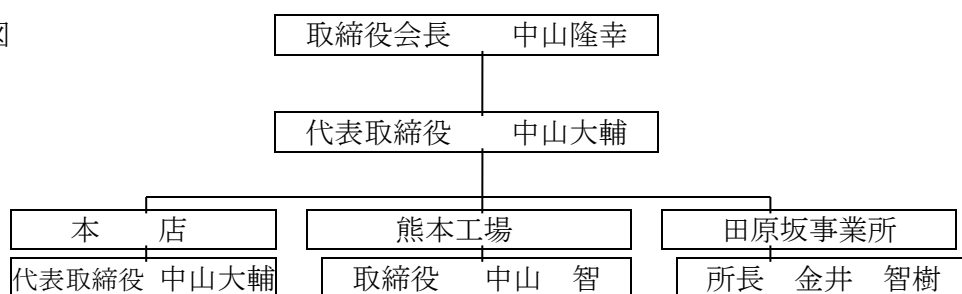 図
取締役会長　　中山隆幸
代表取締役　　中山大輔
本　　店　熊本工場　田原坂事業所
代表取締役 中山大輔　取締役　　中山　智　所長　金井　智樹